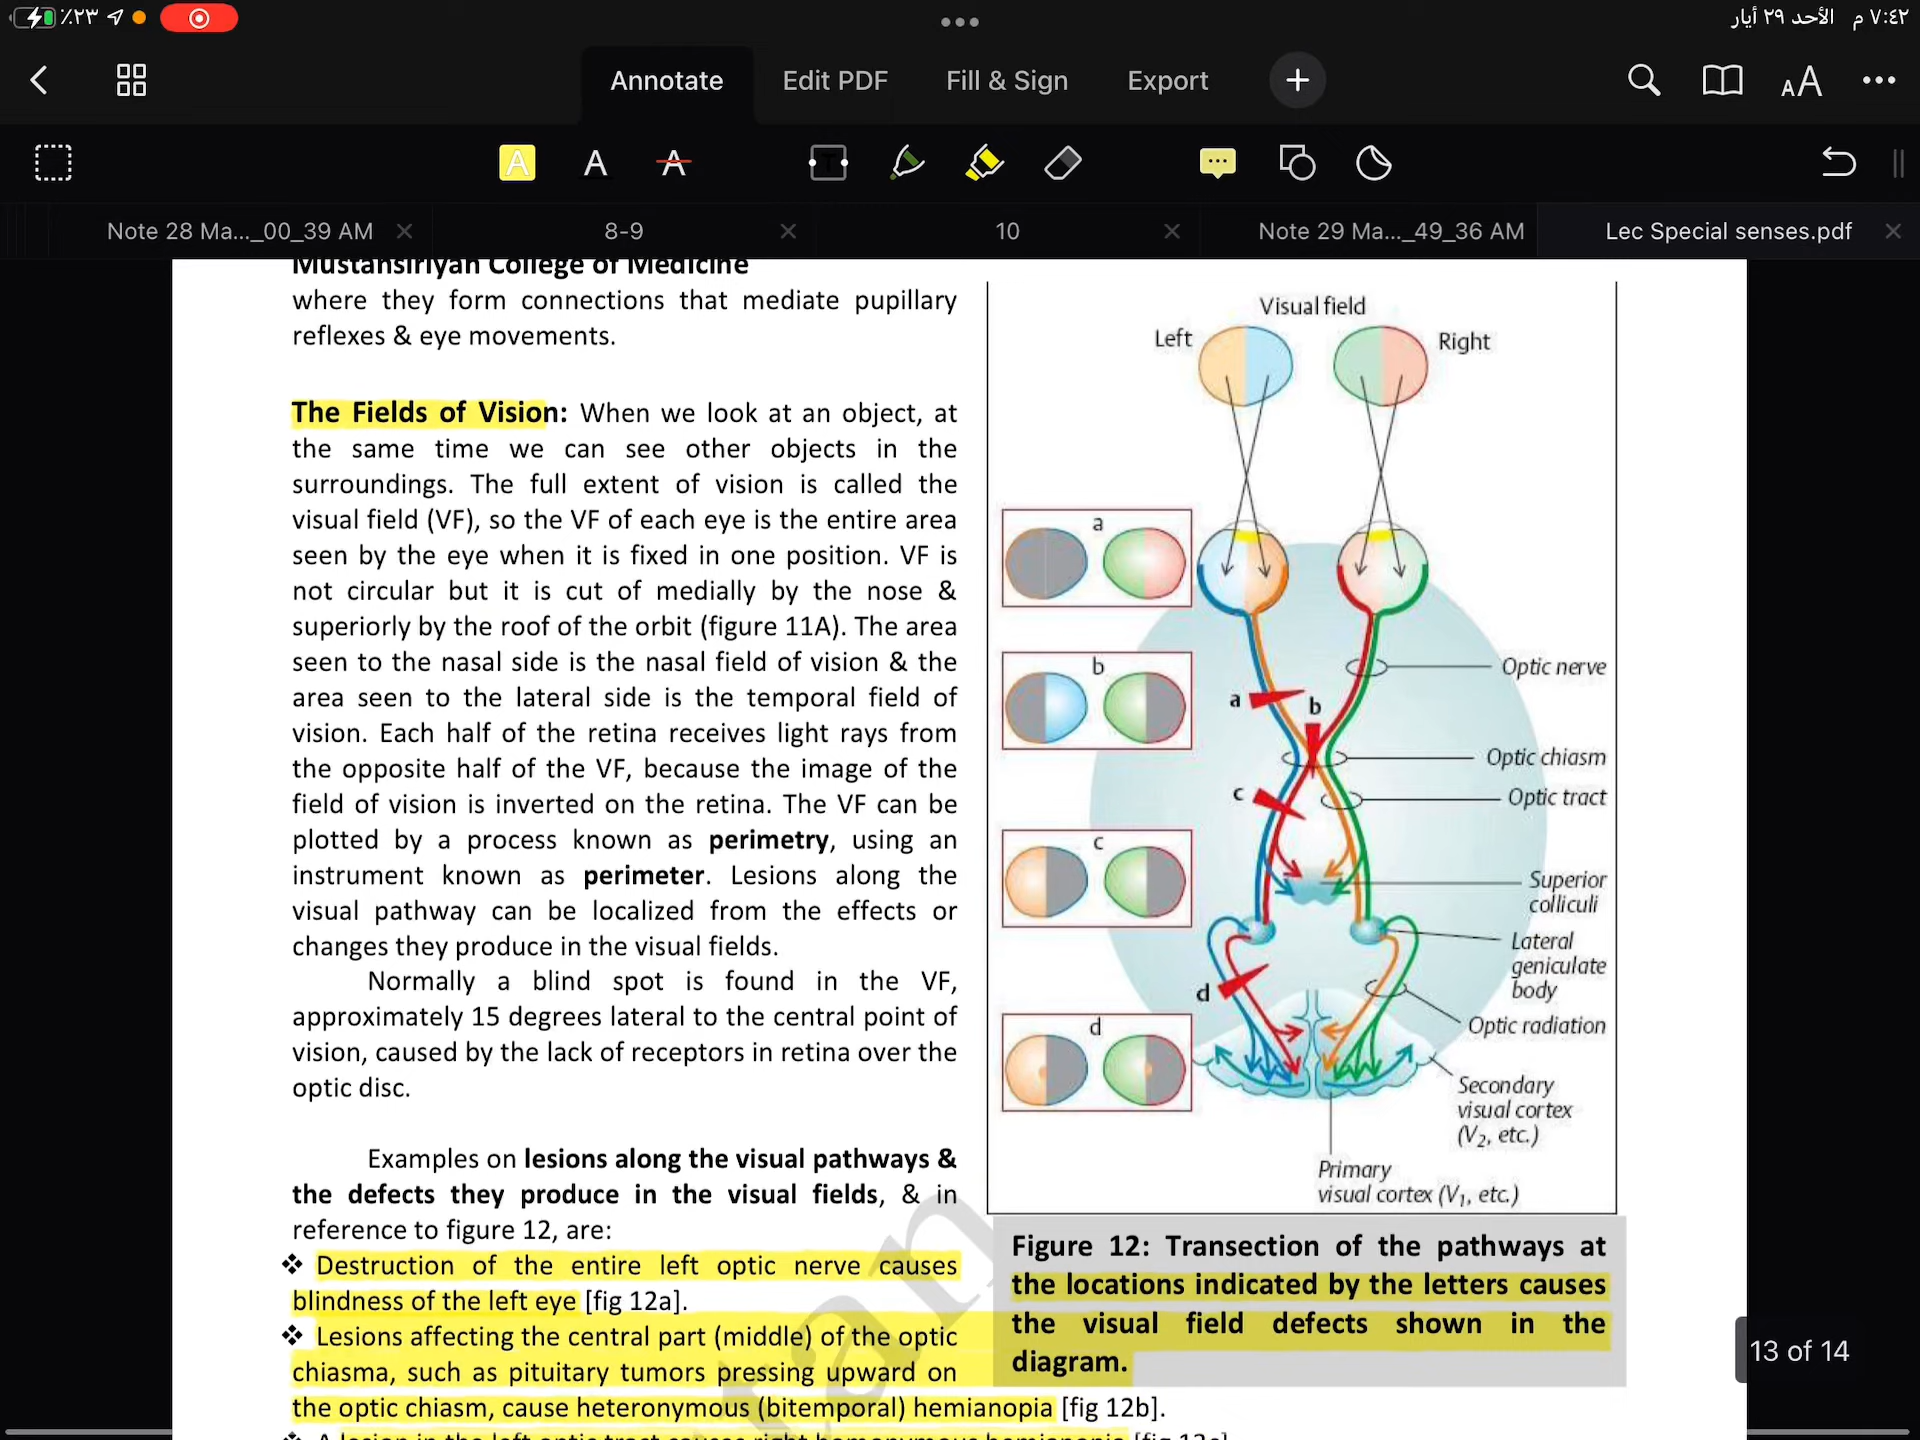 ٪٢٣
٧:٤٢ م الأحد ٢٩ أيار
Annotate Edit PDF Fill & Sign Export
Note 28 Ma..._00_39 AM 8-9 10 Note 29 Ma..._49_36 AM Lec Special senses.pdf
Mustansiriyah College of Medicine
where they form connections that mediate pupillary
reflexes & eye movements.
The Fields of Vision: When we look at an object, at
the same time we can see other objects in the
surroundings. The full extent of vision is called the
visual field (VF), so the VF of each eye is the entire area
seen by the eye when it is fixed in one position. VF is
not circular but it is cut of medially by the nose &
superiorly by the roof of the orbit (figure 11A). The area
seen to the nasal side is the nasal field of vision & the
area seen to the lateral side is the temporal field of
vision. Each half of the retina receives light rays from
the opposite half of the VF, because the image of the
field of vision is inverted on the retina. The VF can be
plotted by a process known as perimetry, using an
instrument known as perimeter. Lesions along the
visual pathway can be localized from the effects or
changes they produce in the visual fields.
Normally a blind spot is found in the VF,
approximately 15 degrees lateral to the central point of
vision, caused by the lack of receptors in retina over the
optic disc.
Examples on lesions along the visual pathways &
the defects they produce in the visual fields, & in
reference to figure 12, are:
❖ Destruction of the entire left optic nerve causes
blindness of the left eye [fig 12a].
❖ Lesions affecting the central part (middle) of the optic
chiasma, such as pituitary tumors pressing upward on
the optic chiasm, cause heteronymous (bitemporal) hemianopia [fig 12b].
❖ A lesion in the left optic tract causes right homonymous hemianopia [fig 12c]
Visual field
Left
Right
a
b
c
d
a
b
c
d
Optic nerve
Optic chiasm
Optic tract
Superior
colliculi
Lateral
geniculate
body
Optic radiation
Secondary
visual cortex
(V2, etc.)
Primary
visual cortex (V1, etc.)
Figure 12: Transection of the pathways at
the locations indicated by the letters causes
the visual field defects shown in the
diagram.
13 of 14